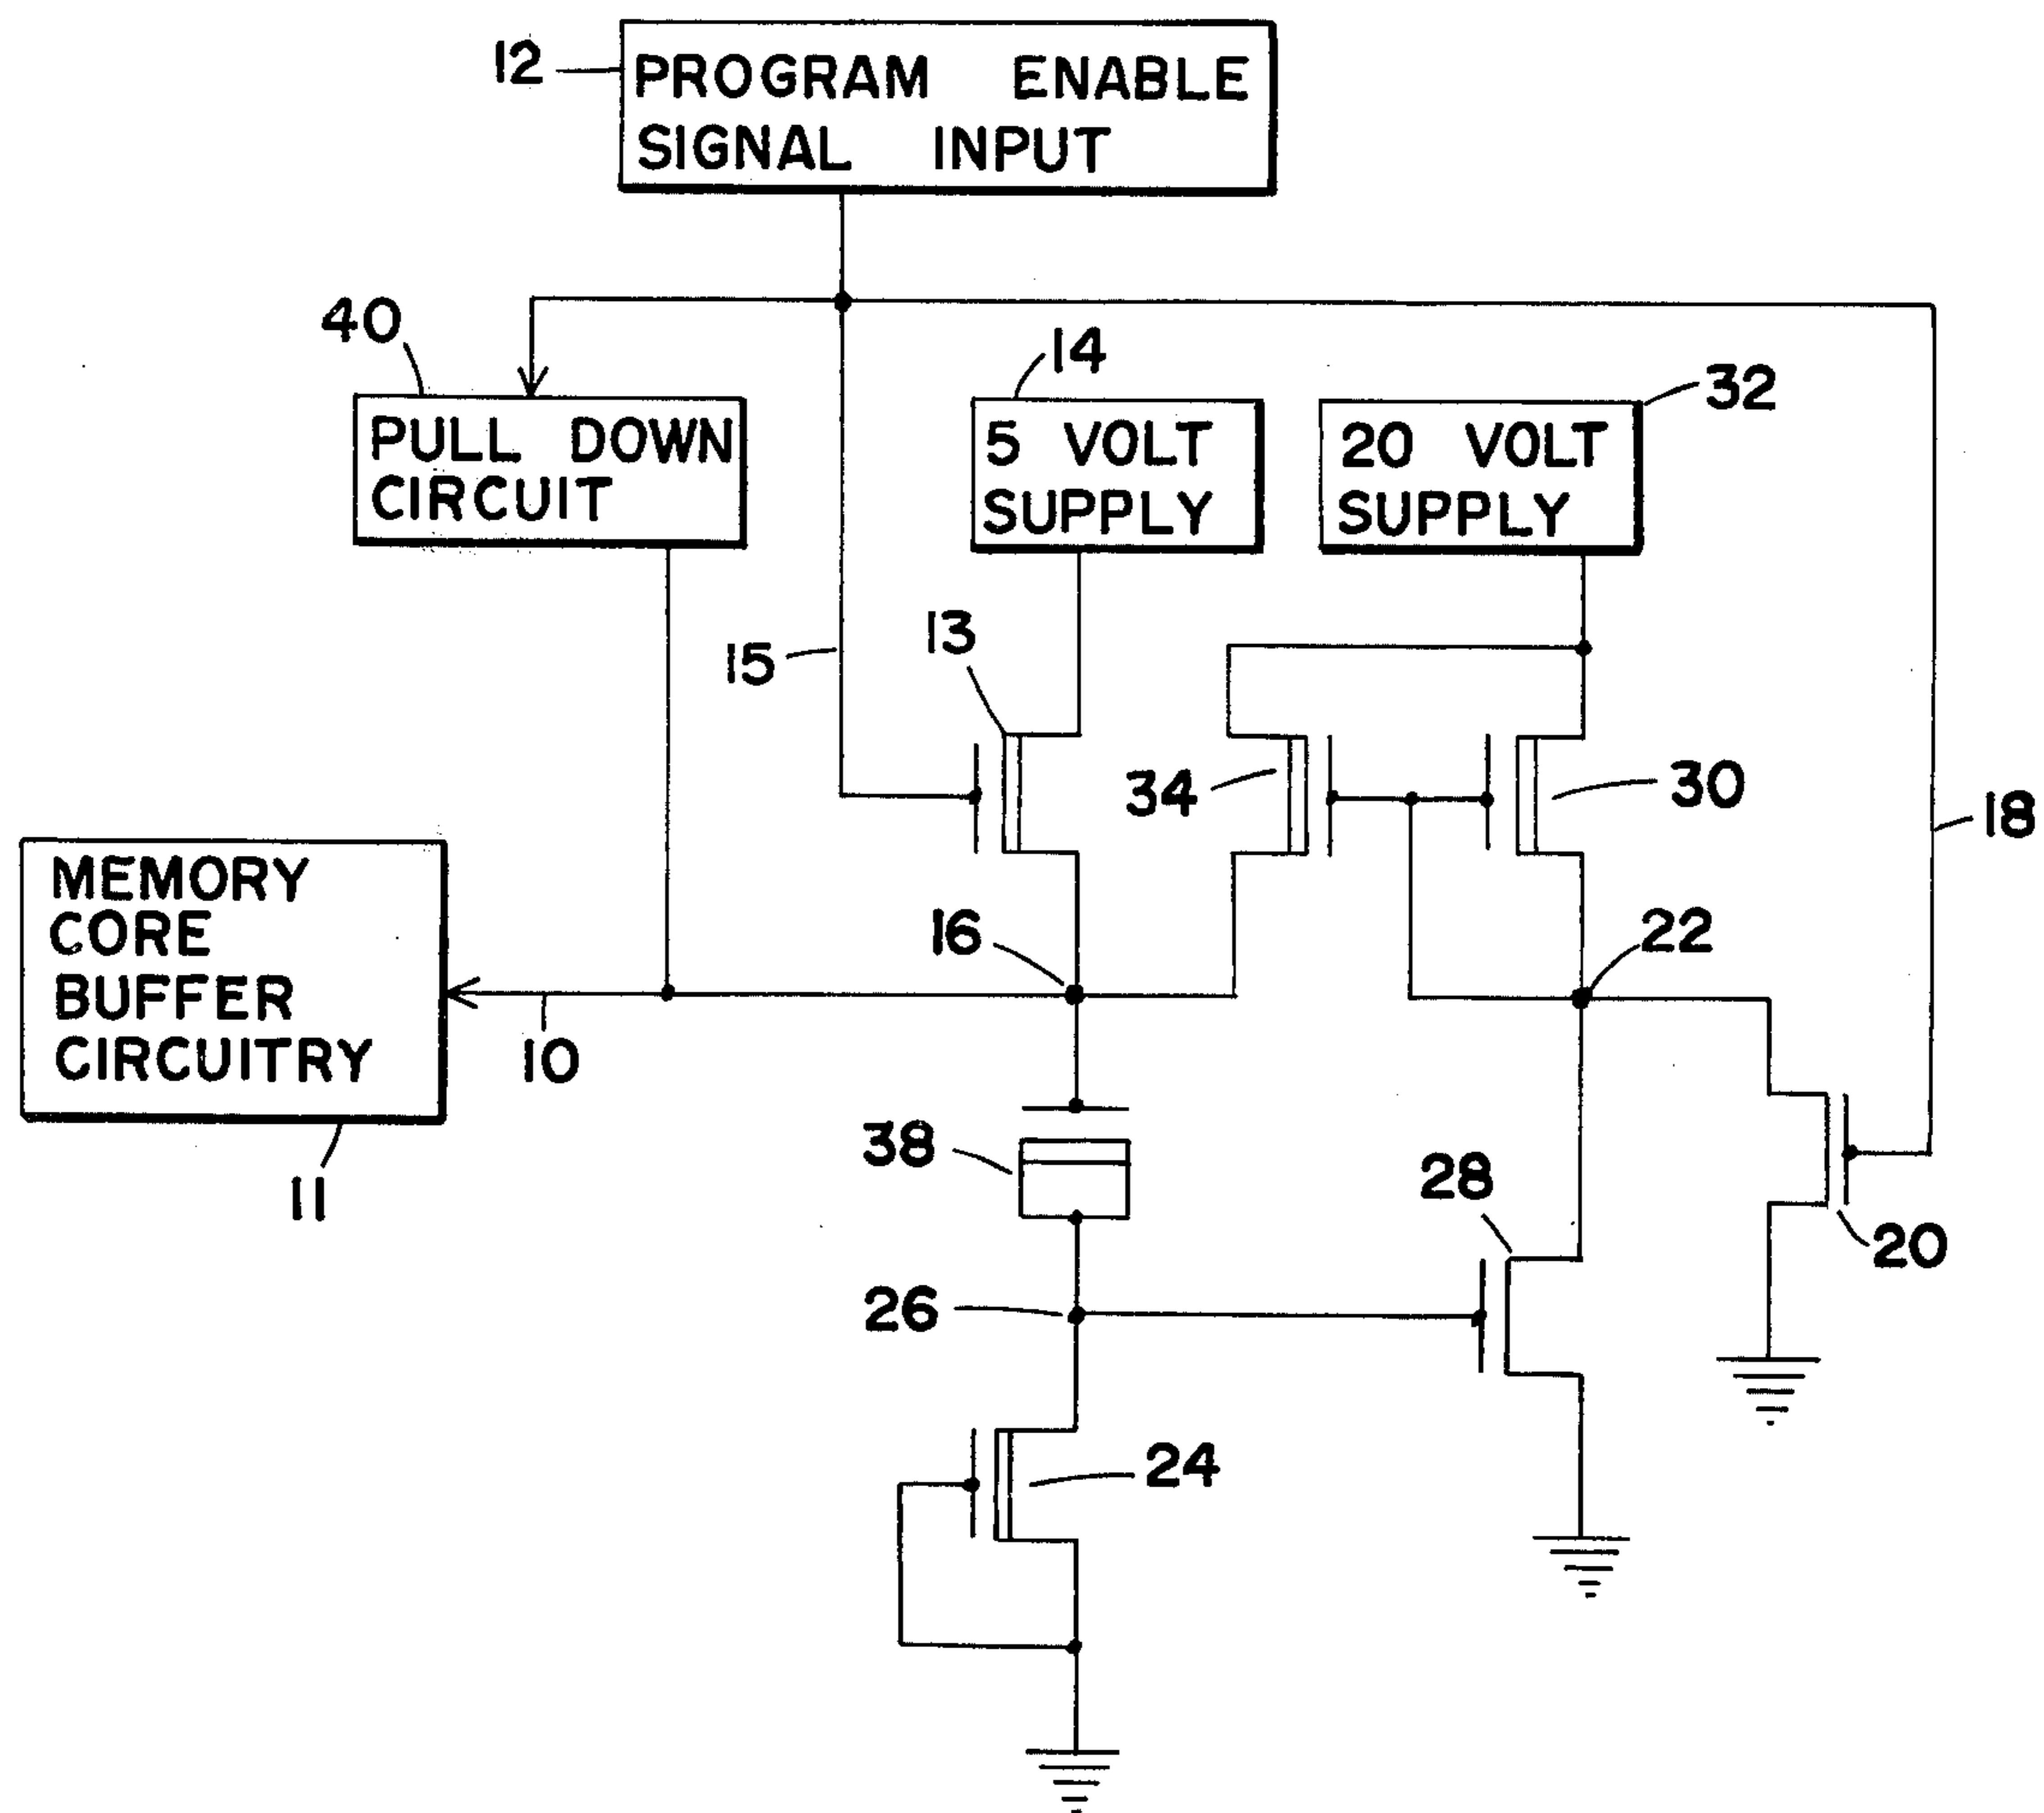 12
PROGRAM ENABLE
SIGNAL INPUT
40
14
32
PULL DOWN
CIRCUIT
5 VOLT
SUPPLY
20 VOLT
SUPPLY
13
15
34
30
18
MEMORY
CORE
BUFFER
CIRCUITRY
16
22
10
38
11
28
20
26
24